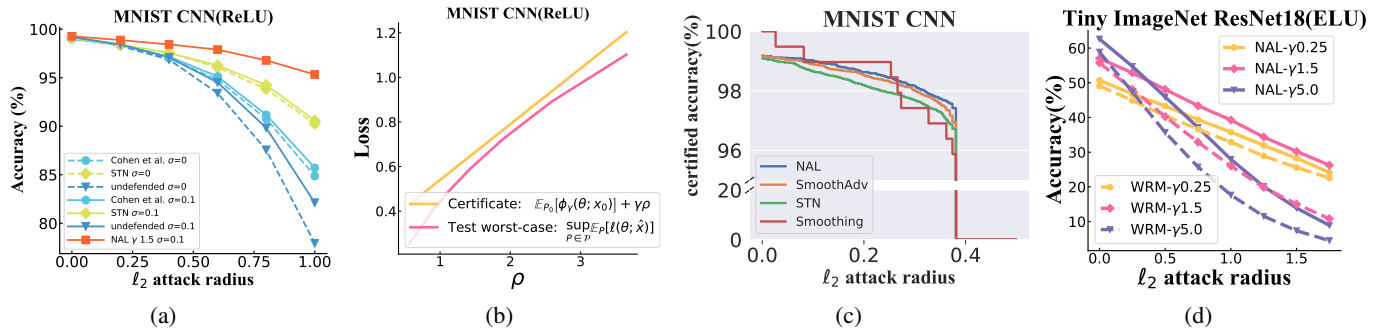 MNIST CNN(ReLU)
Accuracy (%)
100
95
90
85
80
Cohen et al. σ=0
STN σ=0
undefended σ=0
Cohen et al. σ=0.1
STN σ=0.1
undefended σ=0.1
NAL γ 1.5 σ=0.1
0.00 0.25 0.50 0.75 1.00
ℓ2 attack radius
(a)
MNIST CNN(ReLU)
Loss
1.2
1.0
0.8
0.6
0.4
Certificate: 𝔼P0[ϕγ(θ; x0)] + γρ
Test worst-case: sup 𝔼P[ℓ(θ; x̂)]
P ∈ 𝒫
1 2 3
ρ
(b)
MNIST CNN
certified accuracy(%)
100
98
96
20
0
NAL
SmoothAdv
STN
Smoothing
0.0 0.2 0.4
ℓ2 attack radius
(c)
Tiny ImageNet ResNet18(ELU)
Accuracy(%)
60
50
40
30
20
10
NAL-γ0.25
NAL-γ1.5
NAL-γ5.0
WRM-γ0.25
WRM-γ1.5
WRM-γ5.0
0.0 0.5 1.0 1.5
ℓ2 attack radius
(d)